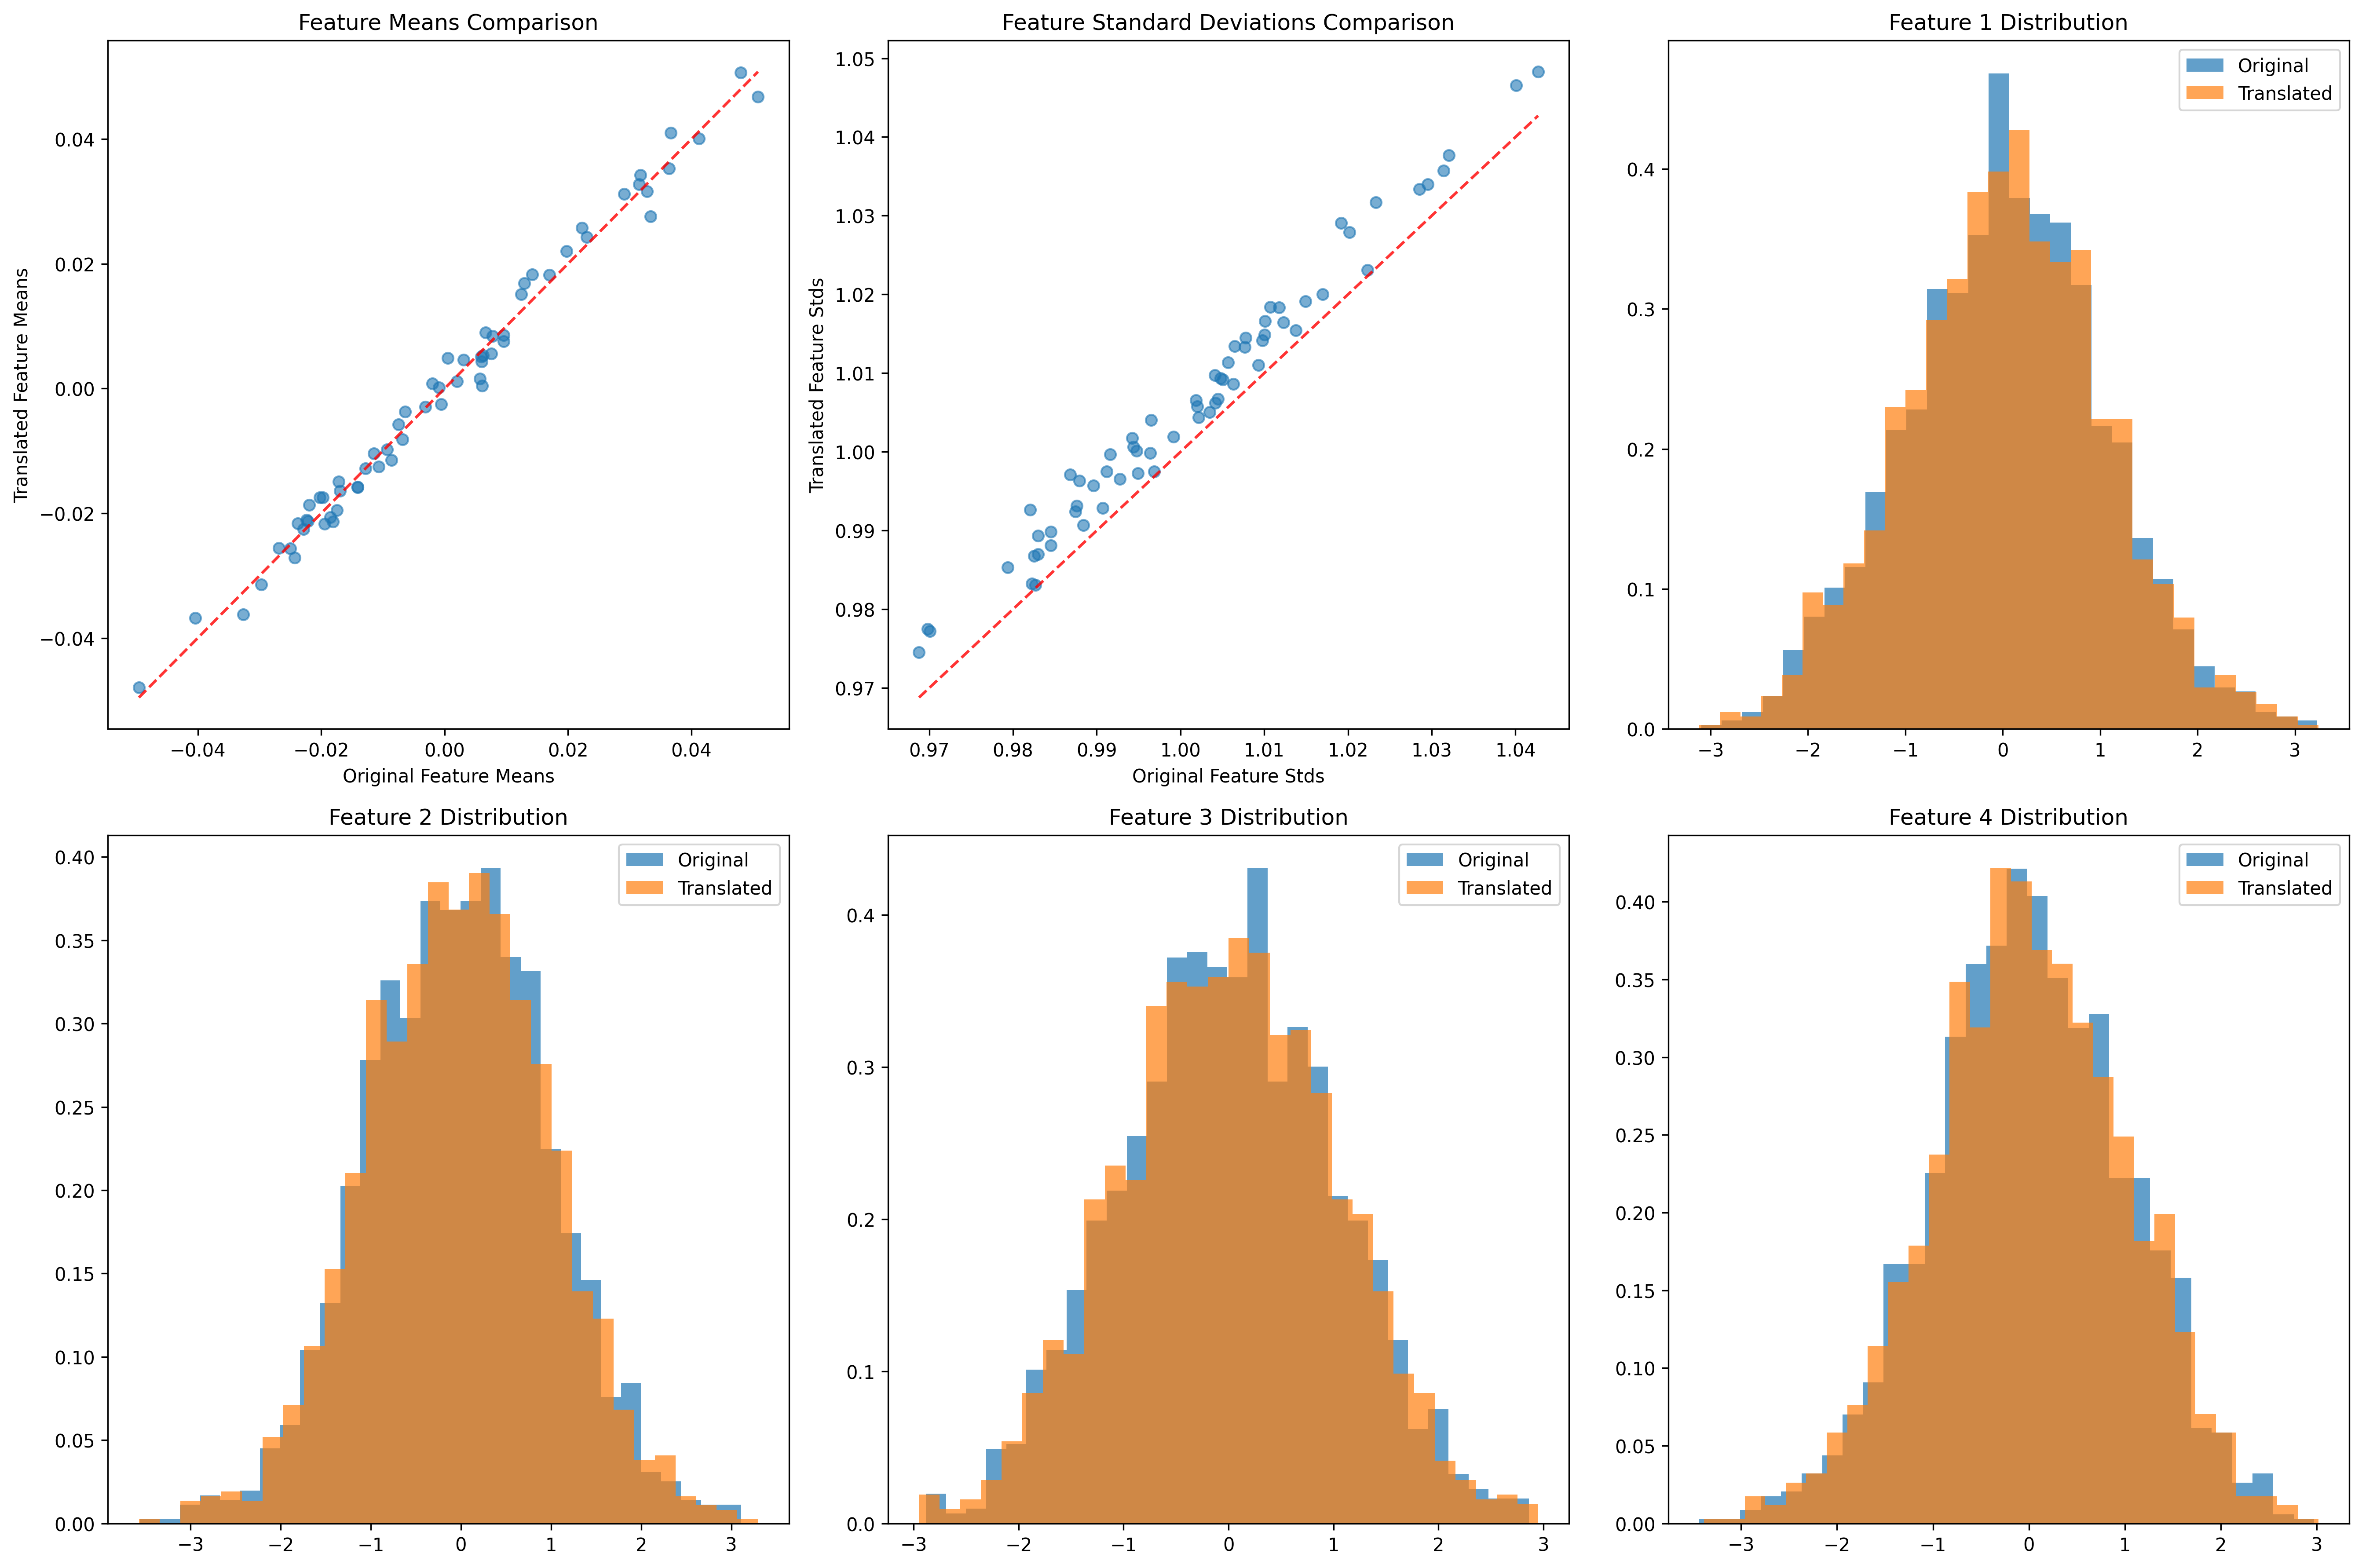 Feature Means Comparison
0.04
0.02
0.00
−0.02
−0.04
Translated Feature Means
−0.04 −0.02 0.00 0.02 0.04
Original Feature Means
Feature Standard Deviations Comparison
1.05
1.04
1.03
1.02
1.01
1.00
0.99
0.98
0.97
Translated Feature Stds
0.97 0.98 0.99 1.00 1.01 1.02 1.03 1.04
Original Feature Stds
Feature 1 Distribution
Original
Translated
0.4
0.3
0.2
0.1
0.0
−3 −2 −1 0 1 2 3
Feature 2 Distribution
Original
Translated
0.40
0.35
0.30
0.25
0.20
0.15
0.10
0.05
0.00
−3 −2 −1 0 1 2 3
Feature 3 Distribution
Original
Translated
0.4
0.3
0.2
0.1
0.0
−3 −2 −1 0 1 2 3
Feature 4 Distribution
Original
Translated
0.40
0.35
0.30
0.25
0.20
0.15
0.10
0.05
0.00
−3 −2 −1 0 1 2 3